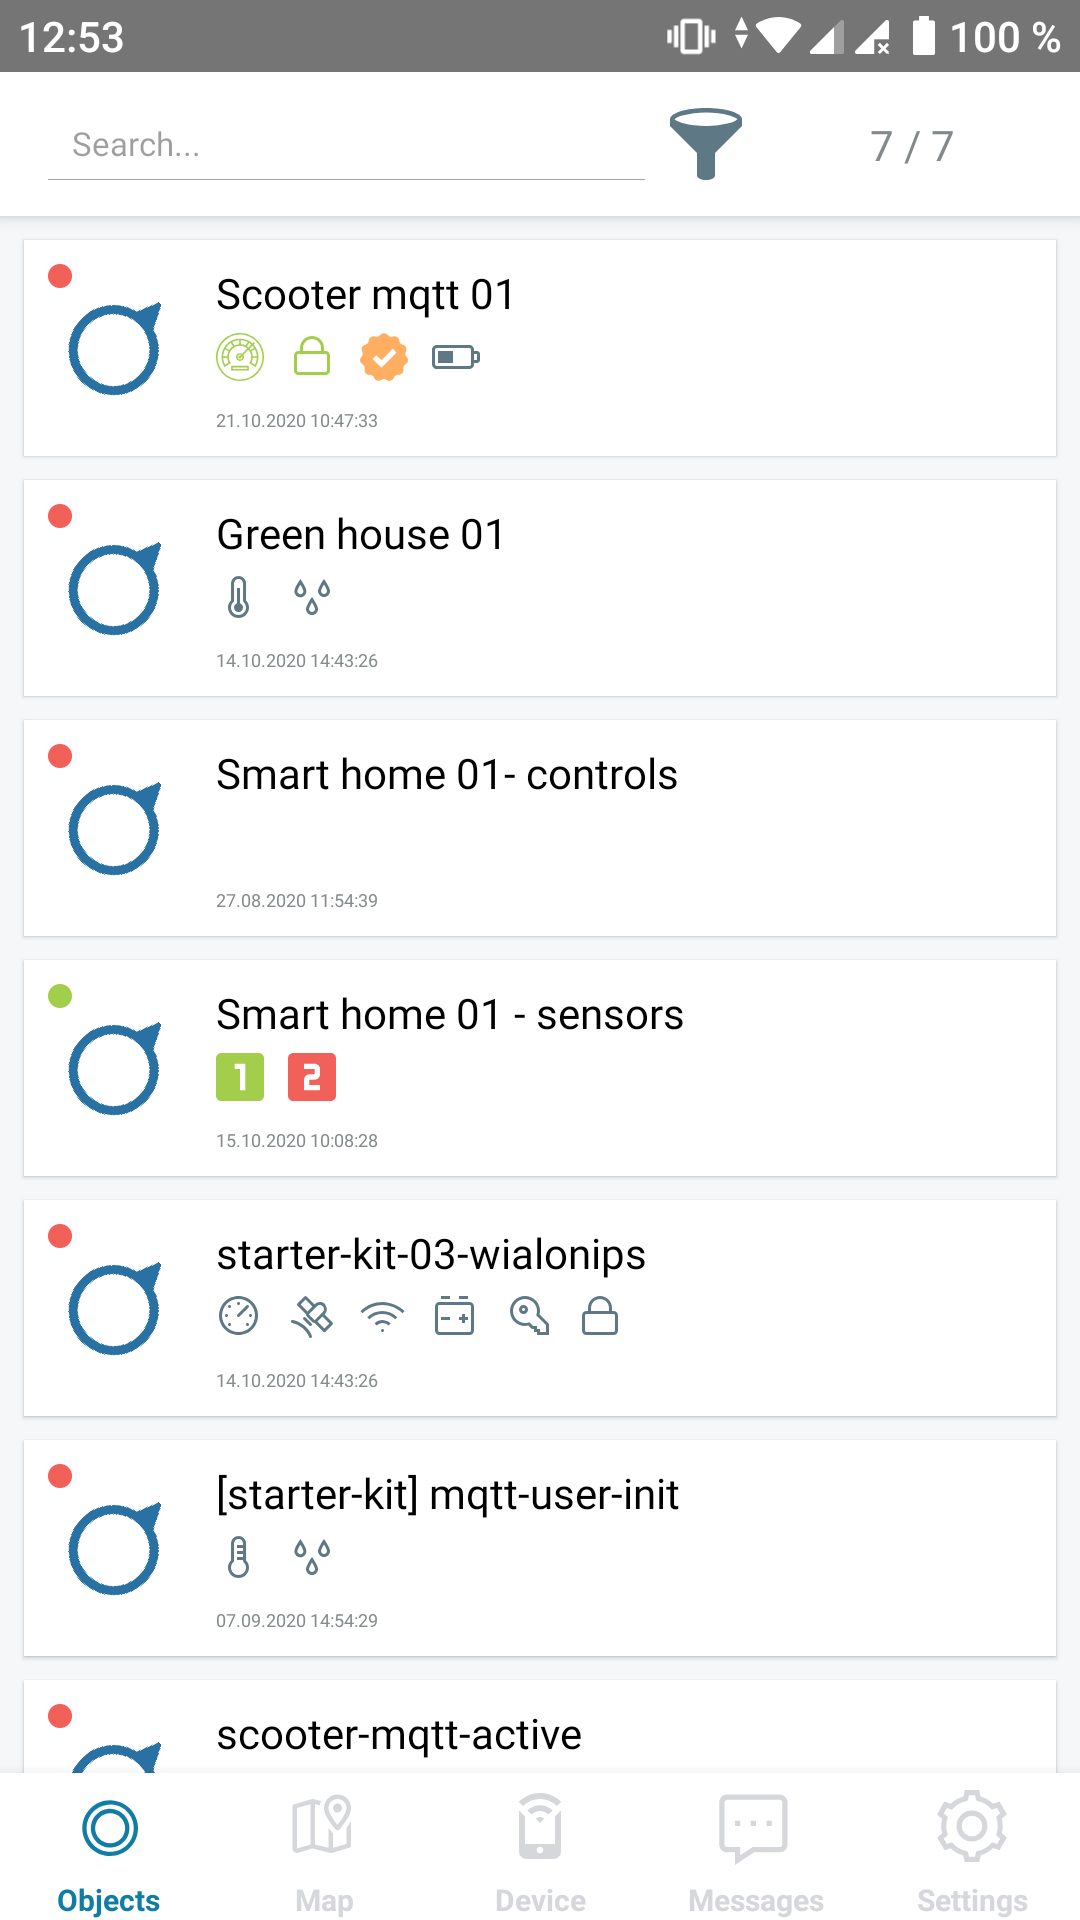 12:53
100 %
Search...
7 / 7
Scooter mqtt 01
21.10.2020 10:47:33
Green house 01
14.10.2020 14:43:26
Smart home 01- controls
27.08.2020 11:54:39
Smart home 01 - sensors
1 2
15.10.2020 10:08:28
starter-kit-03-wialonips
14.10.2020 14:43:26
[starter-kit] mqtt-user-init
07.09.2020 14:54:29
scooter-mqtt-active
Objects Map Device Messages Settings